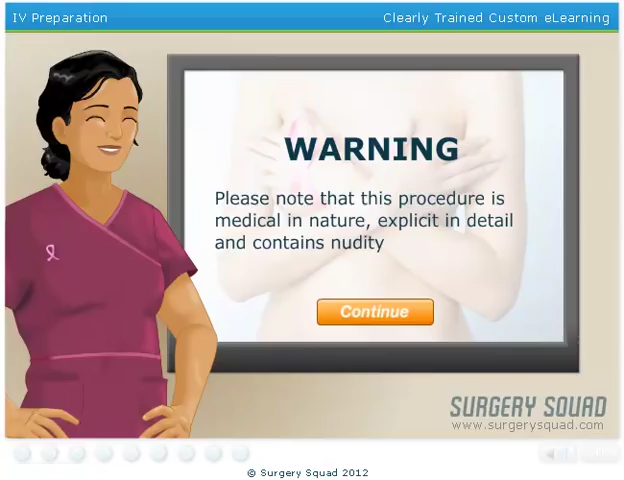 IV Preparation
Clearly Trained Custom eLearning
WARNING
Please note that this procedure is
medical in nature, explicit in detail
and contains nudity
Continue
SURGERY SQUAD
www.surgerysquad.com
© Surgery Squad 2012